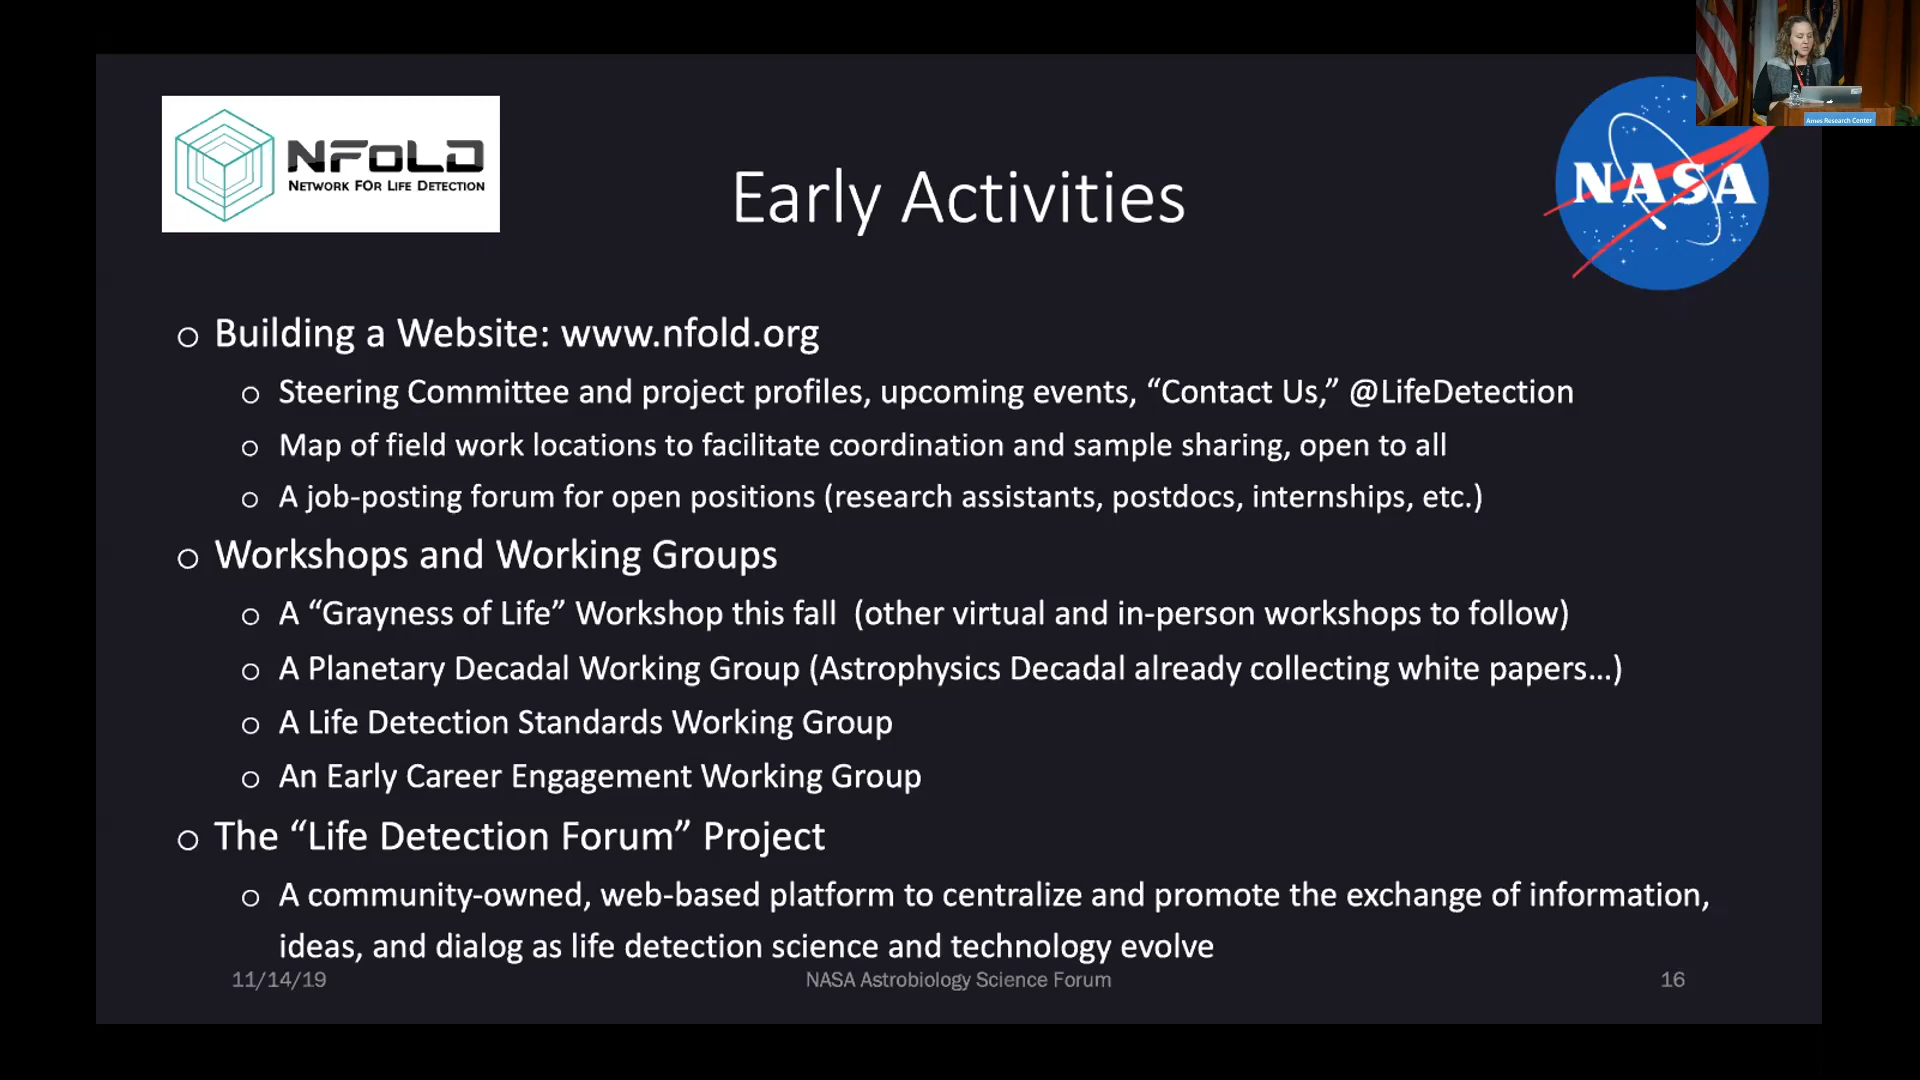 NFoLD
Network FOr Life Detection
Early Activities
NASA
Ames Research Center
Building a Website: www.nfold.org
Steering Committee and project profiles, upcoming events, “Contact Us,” @LifeDetection
Map of field work locations to facilitate coordination and sample sharing, open to all
A job-posting forum for open positions (research assistants, postdocs, internships, etc.)
Workshops and Working Groups
A “Grayness of Life” Workshop this fall  (other virtual and in-person workshops to follow)
A Planetary Decadal Working Group (Astrophysics Decadal already collecting white papers…)
A Life Detection Standards Working Group
An Early Career Engagement Working Group
The “Life Detection Forum” Project
A community-owned, web-based platform to centralize and promote the exchange of information,
ideas, and dialog as life detection science and technology evolve
11/14/19
NASA Astrobiology Science Forum
16